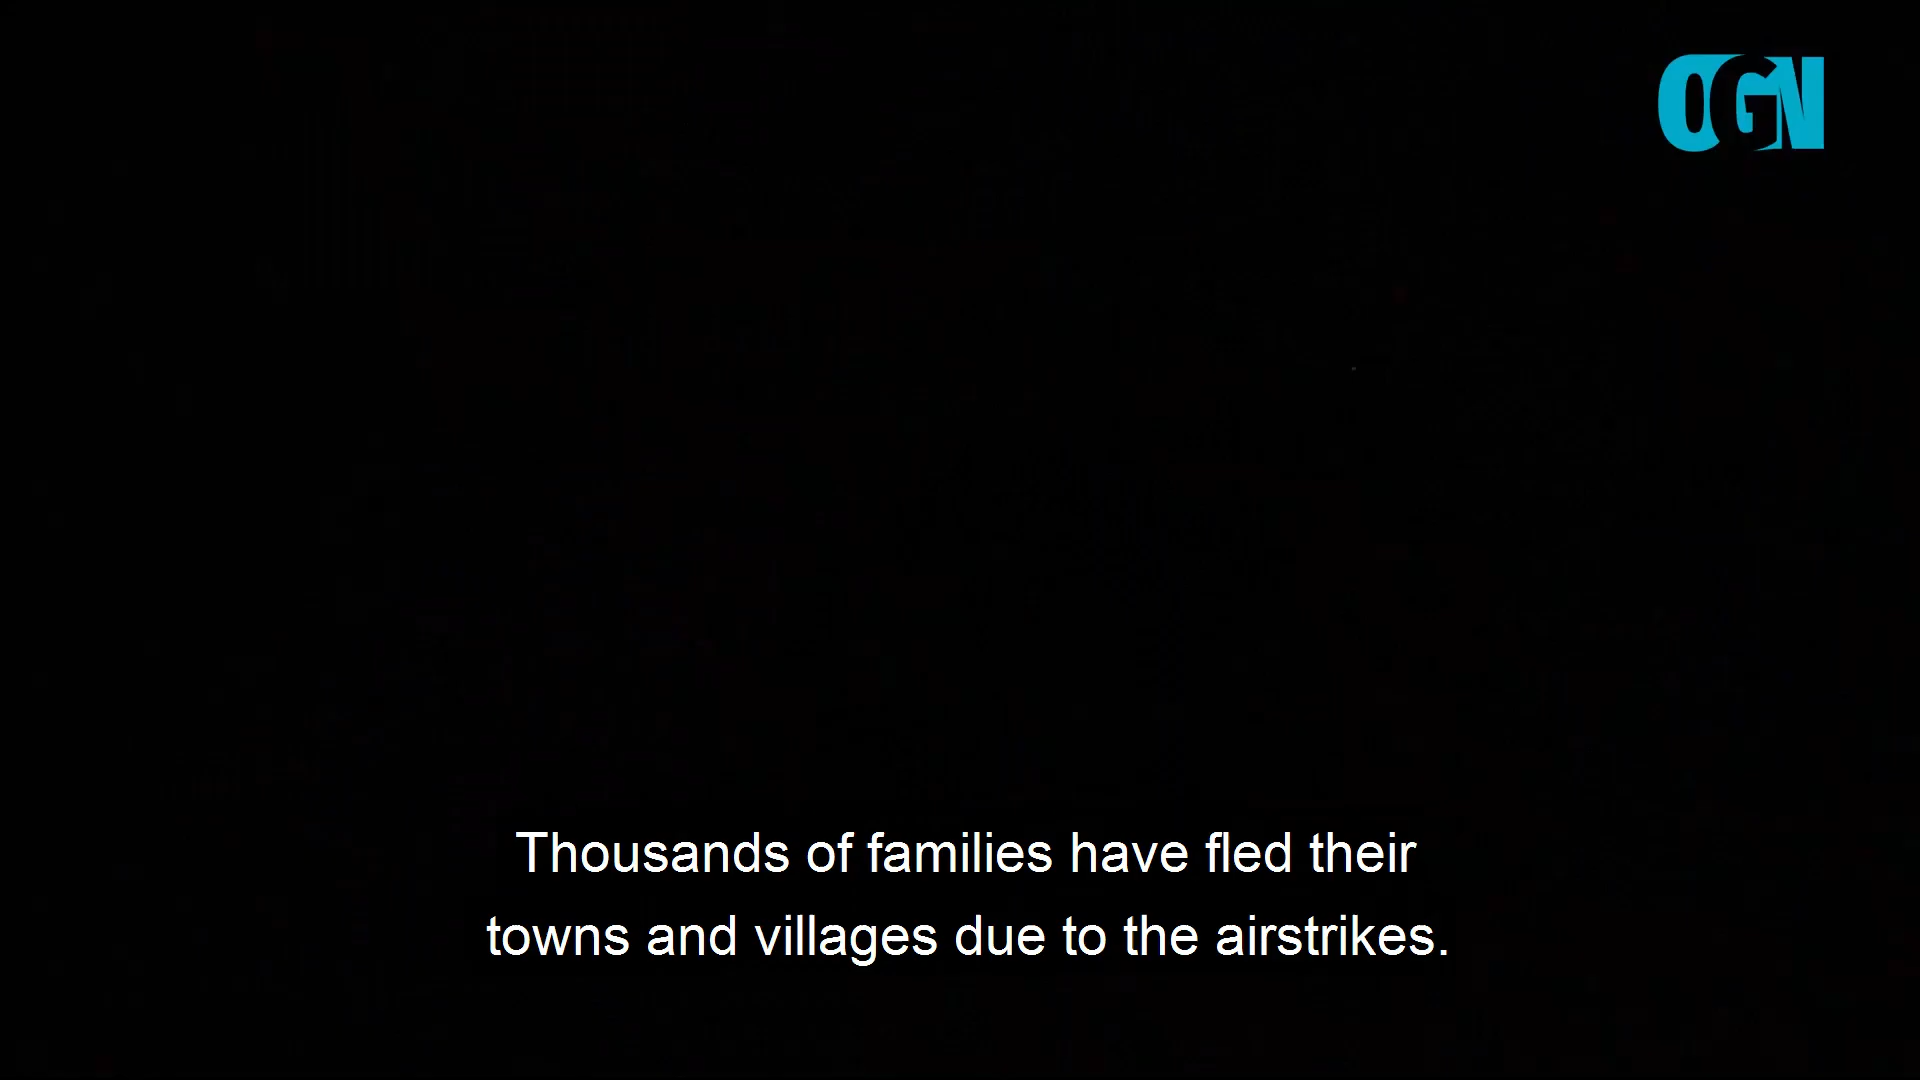 OGN
Thousands of families have fled their
towns and villages due to the airstrikes.